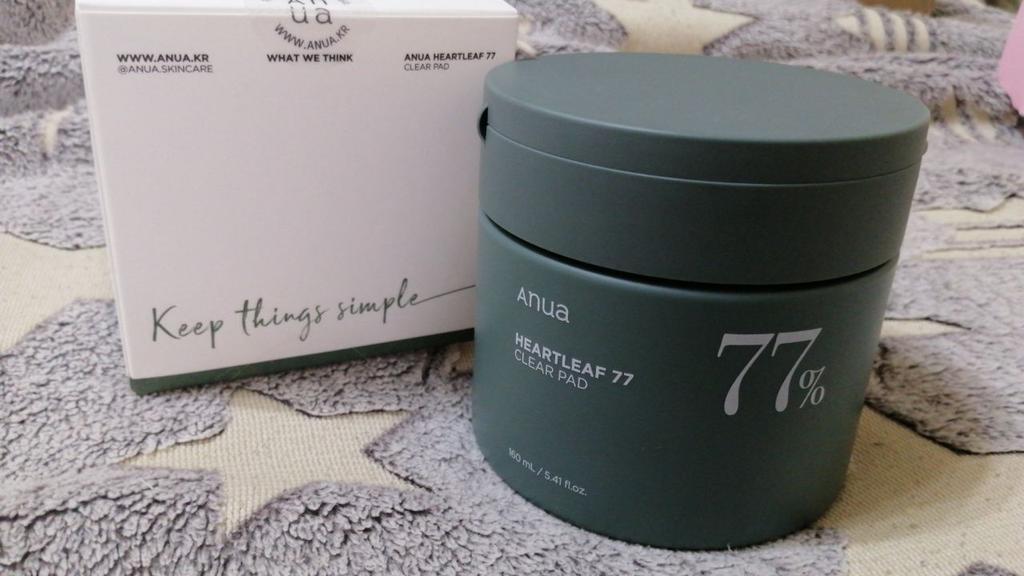 ANUA
WWW.ANUA.KR
WWW.ANUA.KR
@ANUA.SKINCARE
WHAT WE THINK
ANUA HEARTLEAF 77
CLEAR PAD
Keep things simple
ANUA
HEARTLEAF 77
CLEAR PAD
77%
160 mL / 5.41 fl.oz.